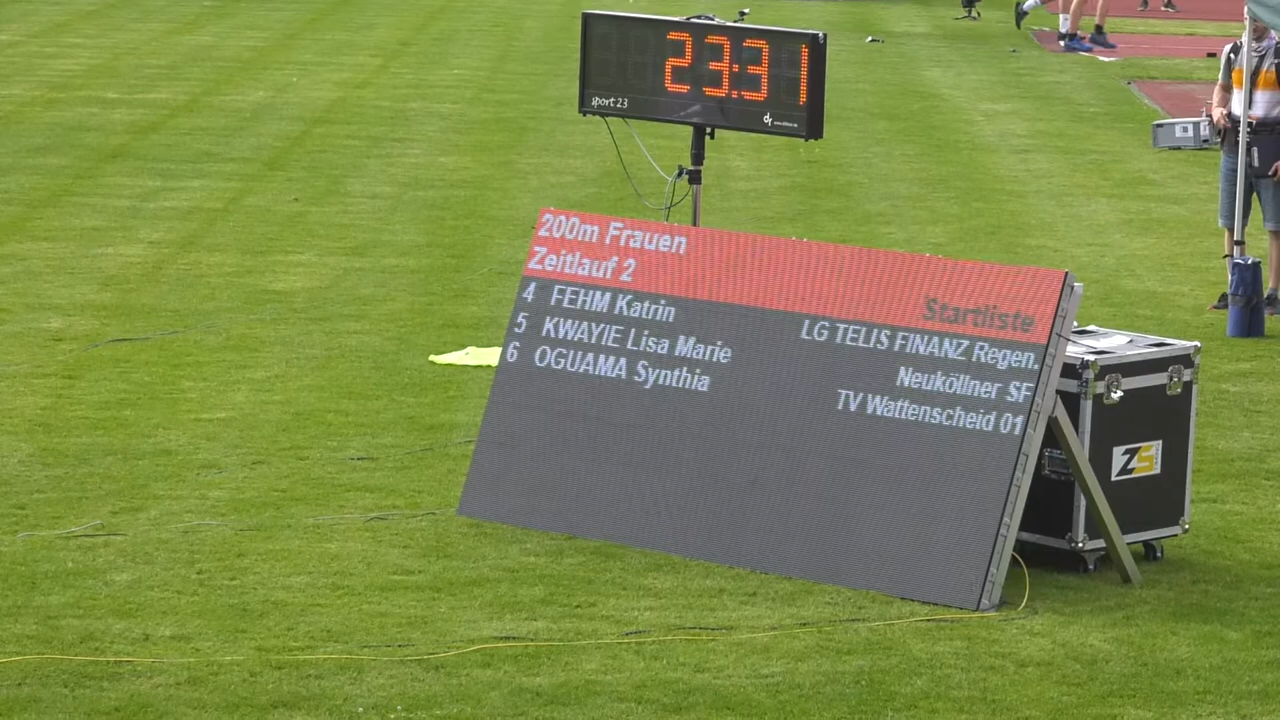 23:31
sport 23
200m Frauen
Zeitlauf 2
Startliste
4 FEHM Katrin LG TELIS FINANZ Regen.
5 KWAYIE Lisa Marie Neuköllner SF
6 OGUAMA Synthia TV Wattenscheid 01
ZS